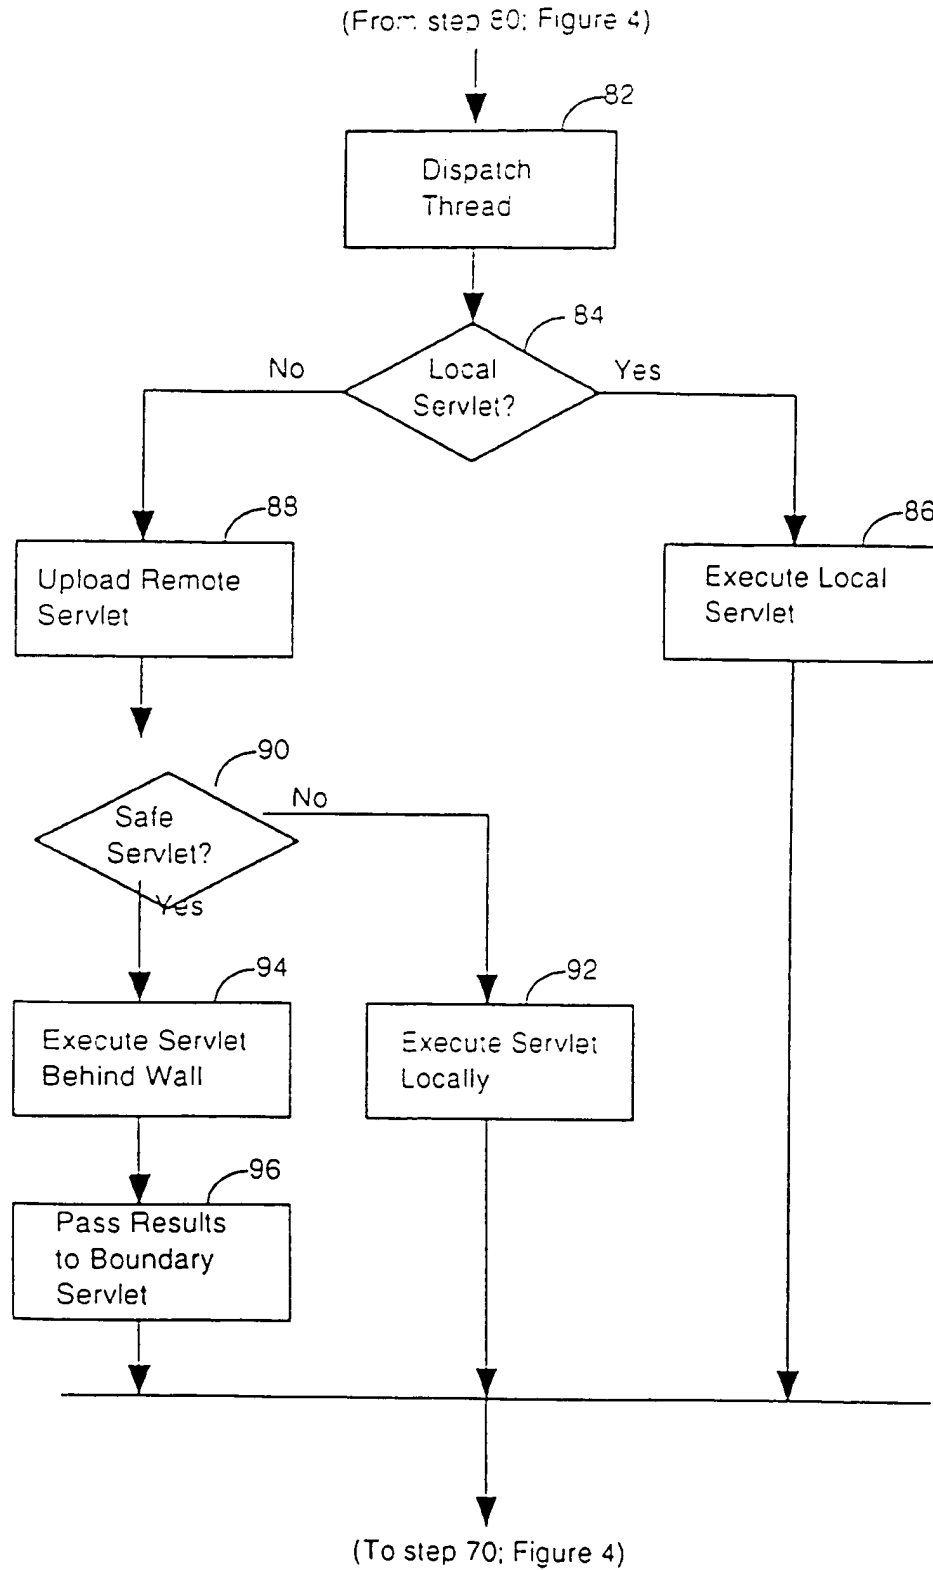 (From step 80; Figure 4)
82
Dispatch
Thread
84
No
Local
Servlet?
Yes
88
86
Upload Remote
Servlet
Execute Local
Servlet
90
No
Safe
Servlet?
Yes
94
92
Execute Servlet
Behind Wall
Execute Servlet
Locally
96
Pass Results
to Boundary
Servlet
(To step 70; Figure 4)